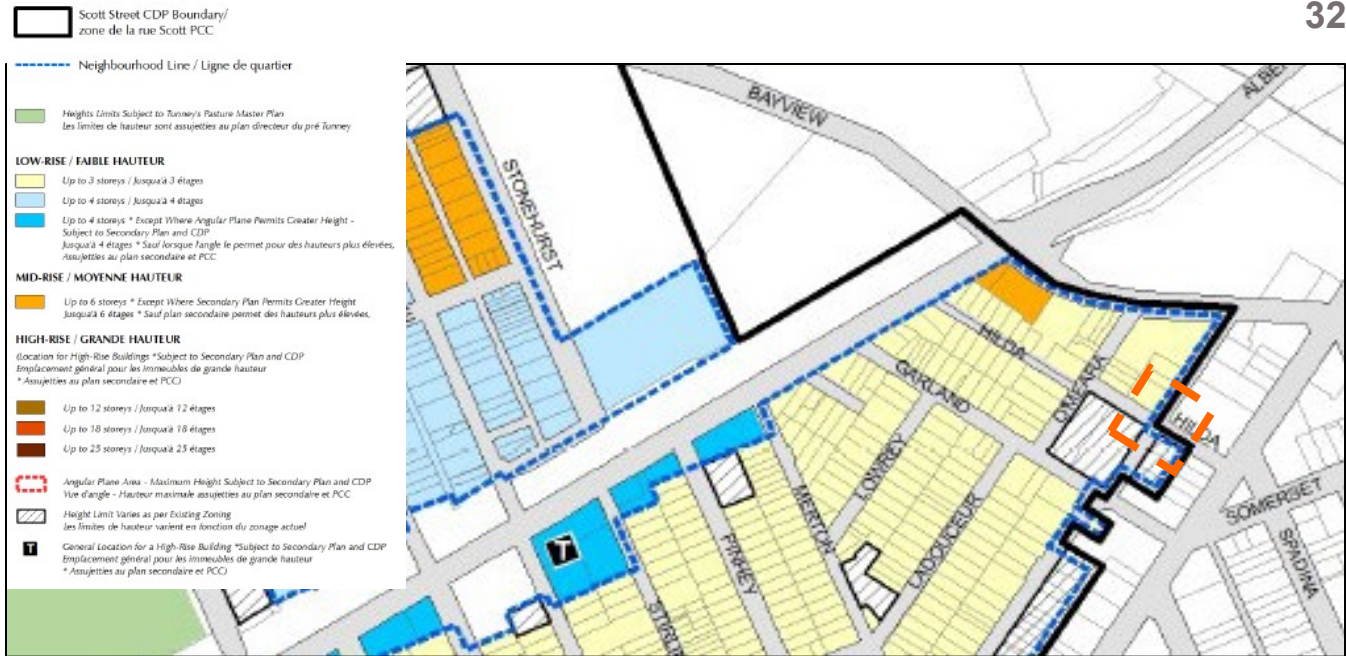 Scott Street CDP Boundary/
zone de la rue Scott PCC
32
Neighbourhood Line / Ligne de quartier
Heights Limits Subject to Tunney's Pasture Master Plan
Les limites de hauteur sont assujetties au plan directeur du pré Tunney
LOW-RISE / FAIBLE HAUTEUR
Up to 3 storeys / Jusqu'à 3 étages
Up to 4 storeys / Jusqu'à 4 étages
Up to 4 storeys * Except Where Angular Plane Permits Greater Height -
Subject to Secondary Plan and CDP
Jusqu'à 4 étages * Sauf lorsque l'angle le permet pour des hauteurs plus élevées,
Assujetties au plan secondaire et PCC
MID-RISE / MOYENNE HAUTEUR
Up to 6 storeys * Except Where Secondary Plan Permits Greater Height
Jusqu'à 6 étages * Sauf plan secondaire permet des hauteurs plus élevées,
HIGH-RISE / GRANDE HAUTEUR
(Location for High-Rise Buildings *Subject to Secondary Plan and CDP
Emplacement général pour les immeubles de grande hauteur
* Assujetties au plan secondaire et PCC)
Up to 12 storeys / Jusqu'à 12 étages
Up to 18 storeys / Jusqu'à 18 étages
Up to 25 storeys / Jusqu'à 25 étages
Angular Plane Area - Maximum Height Subject to Secondary Plan and CDP
Vue d'angle - Hauteur maximale assujetties au plan secondaire et PCC
Height Limit Varies as per Existing Zoning
Les limites de hauteur varient en fonction du zonage actuel
T
General Location for a High-Rise Building *Subject to Secondary Plan and CDP
Emplacement général pour les immeubles de grande hauteur
* Assujetties au plan secondaire et PCC)
BAYVIEW
STONEHURST
HILDA
GARLAND
OMEARA
HILDA
LOWREY
MERTON
LADOUCEUR
PINHEY
SOMERSET
SPADINA
T